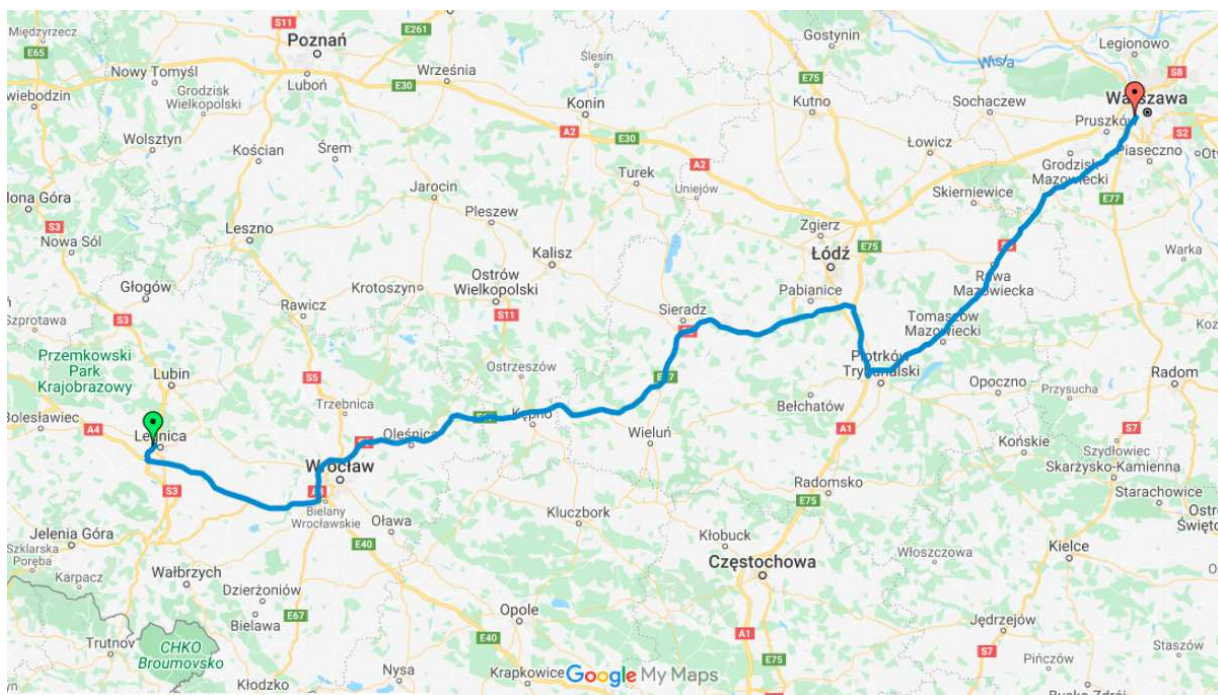 S11
E261
Gostynin
Międzyrzecz
Poznań
Legionowo
E65
Wisła
Luboń
Września
Ślesin
E75
S8
Nowy Tomyśl
E30
Grodzisk
Wielkopolski
Konin
Kutno
Sochaczew
Warszawa
iebodzin
A2
Pruszków
S2
Wolsztyn
E30
Łowicz
Kościan
Śrem
A2
Piaseczno
Turek
Grodzisk
Mazowiecki
Jarocin
Uniejów
Skierniewice
E77
ilona Góra
S3
Pleszew
Nowa Sól
Leszno
Zgierz
E75
Kalisz
Łódź
Warka
Głogów
Krotoszyn
Ostrów
Wielkopolski
Pabianice
Rawa
Mazowiecka
Rawicz
S11
Sieradz
S3
Szprotawa
Tomaszów
Mazowiecki
Przemkowski
Park
Krajobrazowy
Ostrzeszów
Piotrków
Trybunalski
Lubin
S5
Opoczno
Przysucha
Radom
Trzebnica
Kępno
Bełchatów
Bolesławiec
A4
Legnica
Oleśnica
Wieluń
A1
S7
Końskie
Szydłowiec
Wrocław
Skarżysko-Kamienna
S3
Radomsko
Starachowice
Bielany
Wrocławskie
Oława
Kluczbork
E75
Jelenia Góra
E40
Kłobuck
Włoszczowa
Szklarska
Poręba
Karpacz
Wałbrzych
Częstochowa
Kielce
Dzierżoniów
Bielawa
E67
Opole
Jędrzejów
Trutnov
CHKO
Broumovsko
E40
A1
S7
Staszów
E75
Nysa
Krapkowice
Google My Maps
Pińczów
Kłodzko